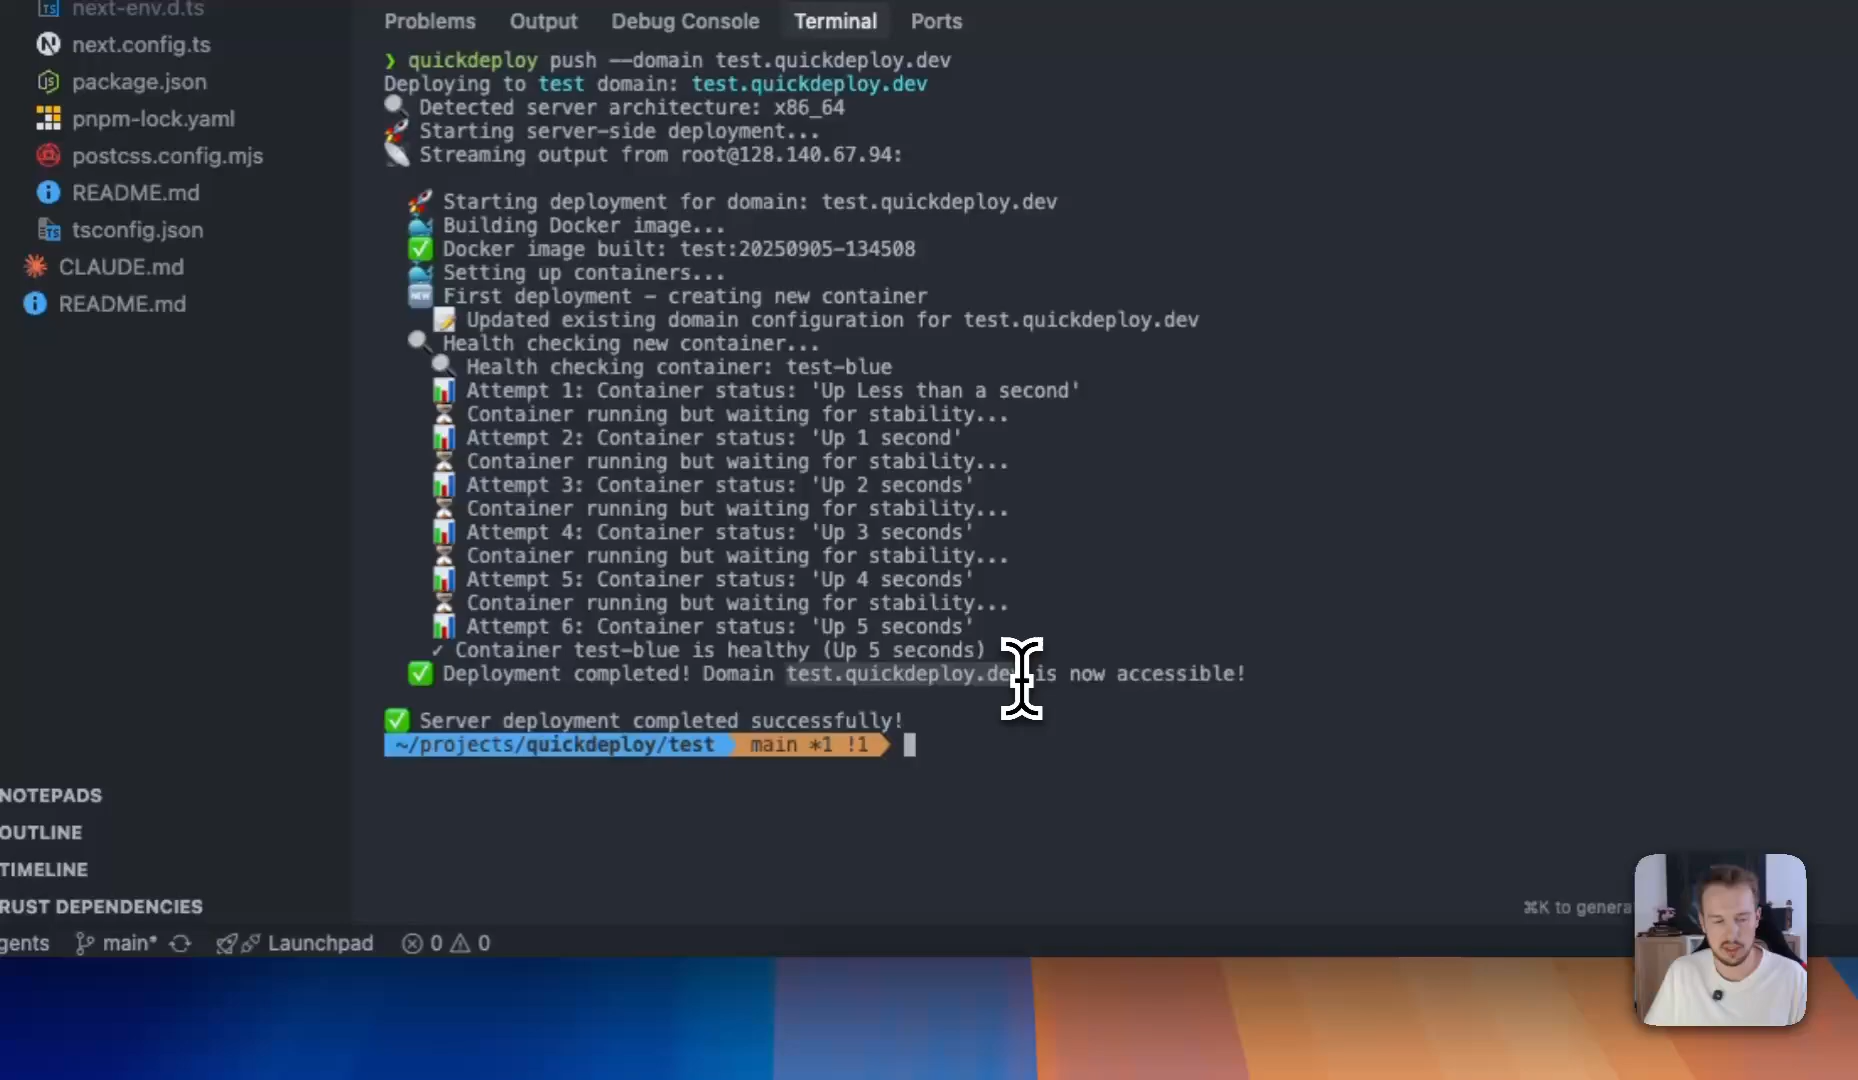 next-env.d.ts
next.config.ts
package.json
pnpm-lock.yaml
postcss.config.mjs
README.md
tsconfig.json
CLAUDE.md
README.md
NOTEPADS
OUTLINE
TIMELINE
RUST DEPENDENCIES
Problems Output Debug Console Terminal Ports
❯ quickdeploy push --domain test.quickdeploy.dev
Deploying to test domain: test.quickdeploy.dev
🔍 Detected server architecture: x86_64
🚀 Starting server-side deployment...
📡 Streaming output from root@128.140.67.94:
🚀 Starting deployment for domain: test.quickdeploy.dev
🐳 Building Docker image...
✅ Docker image built: test:20250905-134508
🐳 Setting up containers...
🆕 First deployment - creating new container
📝 Updated existing domain configuration for test.quickdeploy.dev
🔍 Health checking new container...
🔍 Health checking container: test-blue
📊 Attempt 1: Container status: 'Up Less than a second'
⏳ Container running but waiting for stability...
📊 Attempt 2: Container status: 'Up 1 second'
⏳ Container running but waiting for stability...
📊 Attempt 3: Container status: 'Up 2 seconds'
⏳ Container running but waiting for stability...
📊 Attempt 4: Container status: 'Up 3 seconds'
⏳ Container running but waiting for stability...
📊 Attempt 5: Container status: 'Up 4 seconds'
⏳ Container running but waiting for stability...
📊 Attempt 6: Container status: 'Up 5 seconds'
✓ Container test-blue is healthy (Up 5 seconds)
✅ Deployment completed! Domain test.quickdeploy.dev is now accessible!
✅ Server deployment completed successfully!
~/projects/quickdeploy/test main *1 !1
⌘K to genera
gents main* Launchpad 0 0